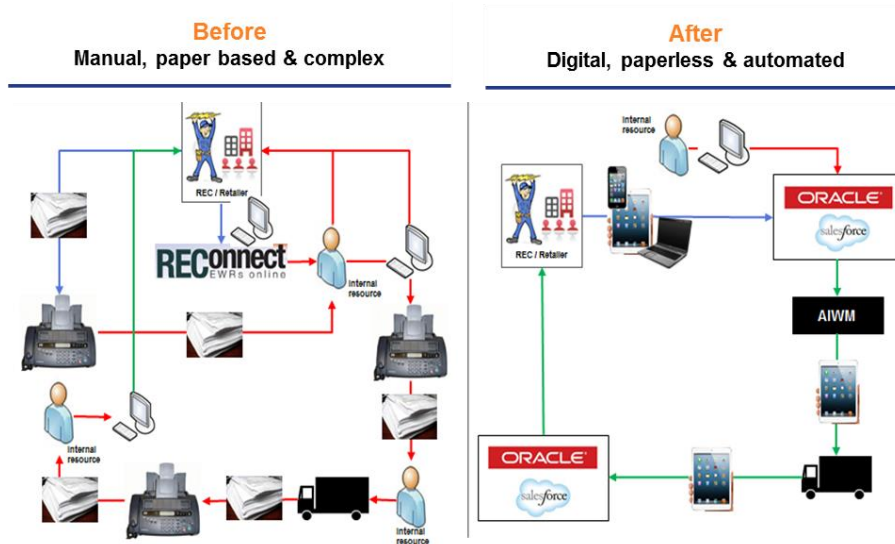 Before
Manual, paper based & complex
REC / Retailer
REConnect
EWRs online
Internal
resource
Internal
resource
Internal
resource
After
Digital, paperless & automated
Internal
resource
REC / Retailer
ORACLE
salesforce
AIWM
ORACLE
salesforce